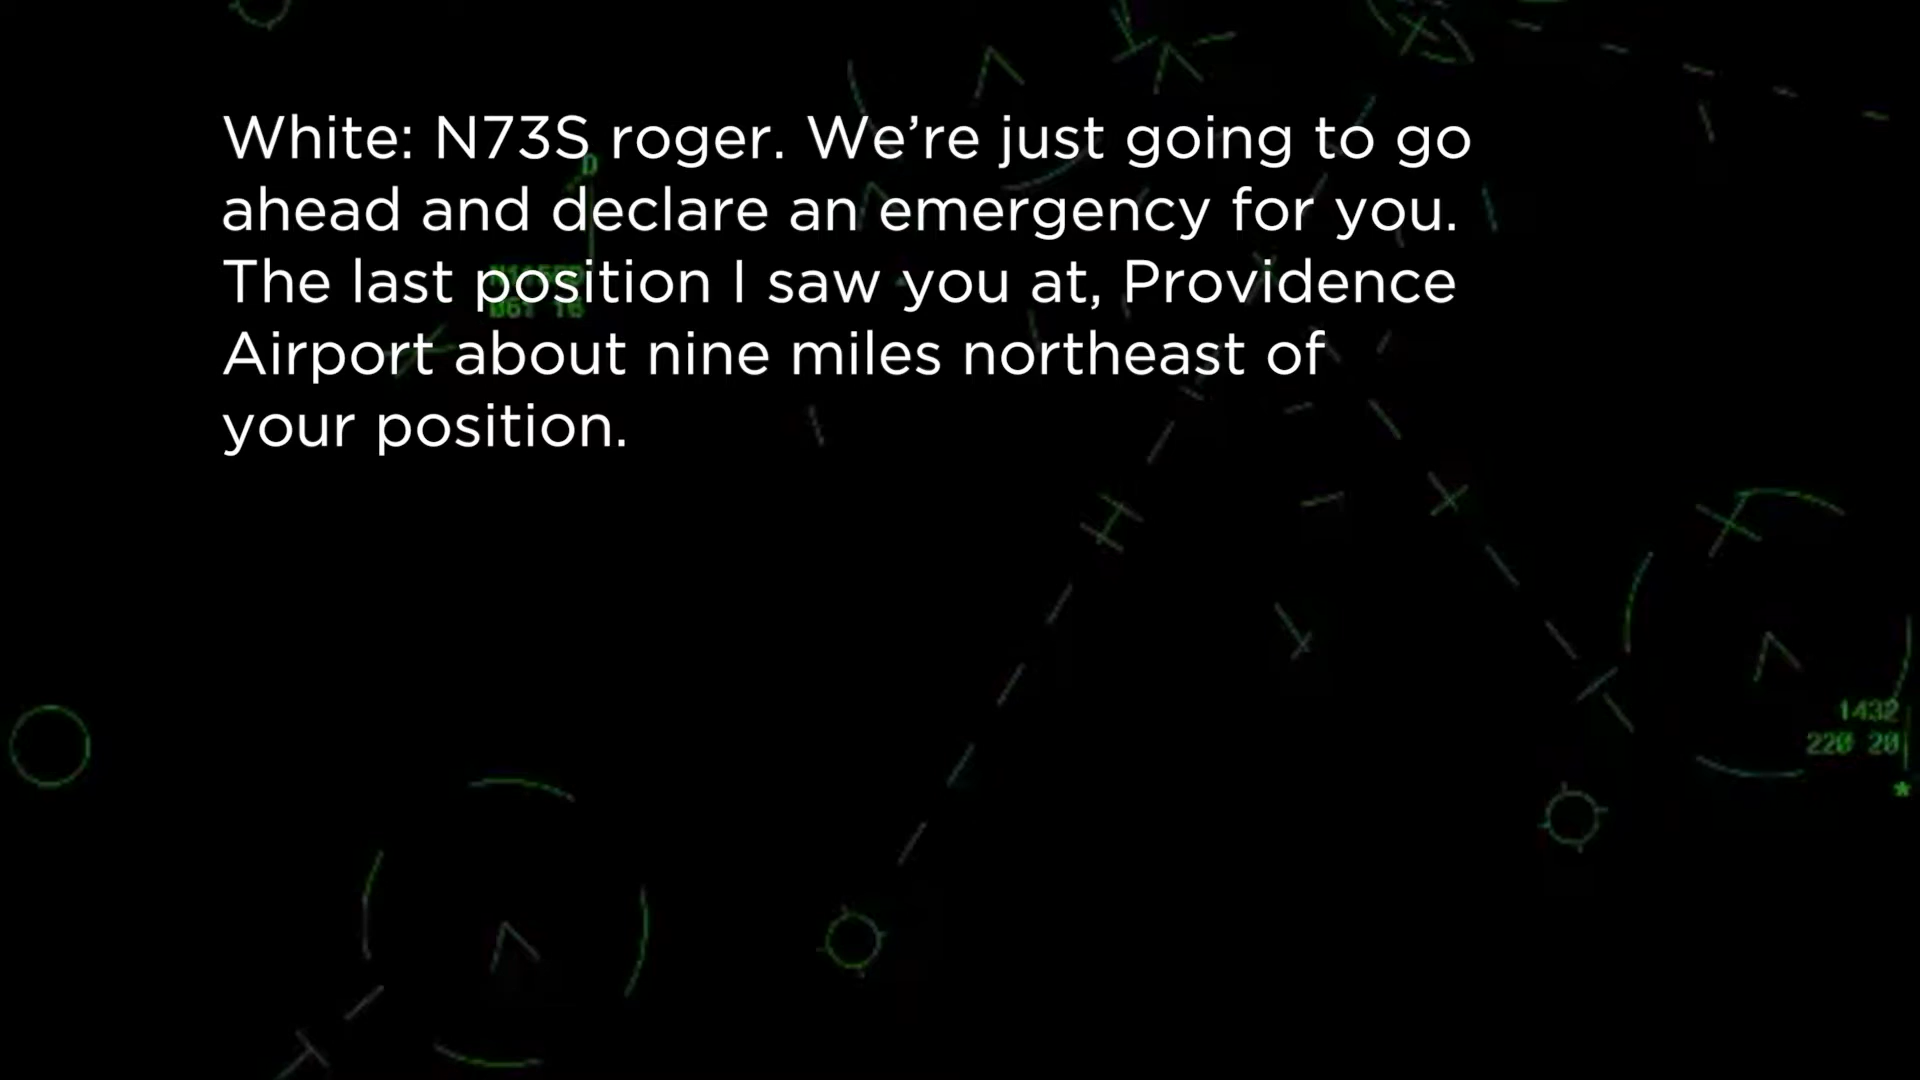 White: N73S roger. We’re just going to go
ahead and declare an emergency for you.
The last position I saw you at, Providence
Airport about nine miles northeast of
your position.
1432
220 20
*